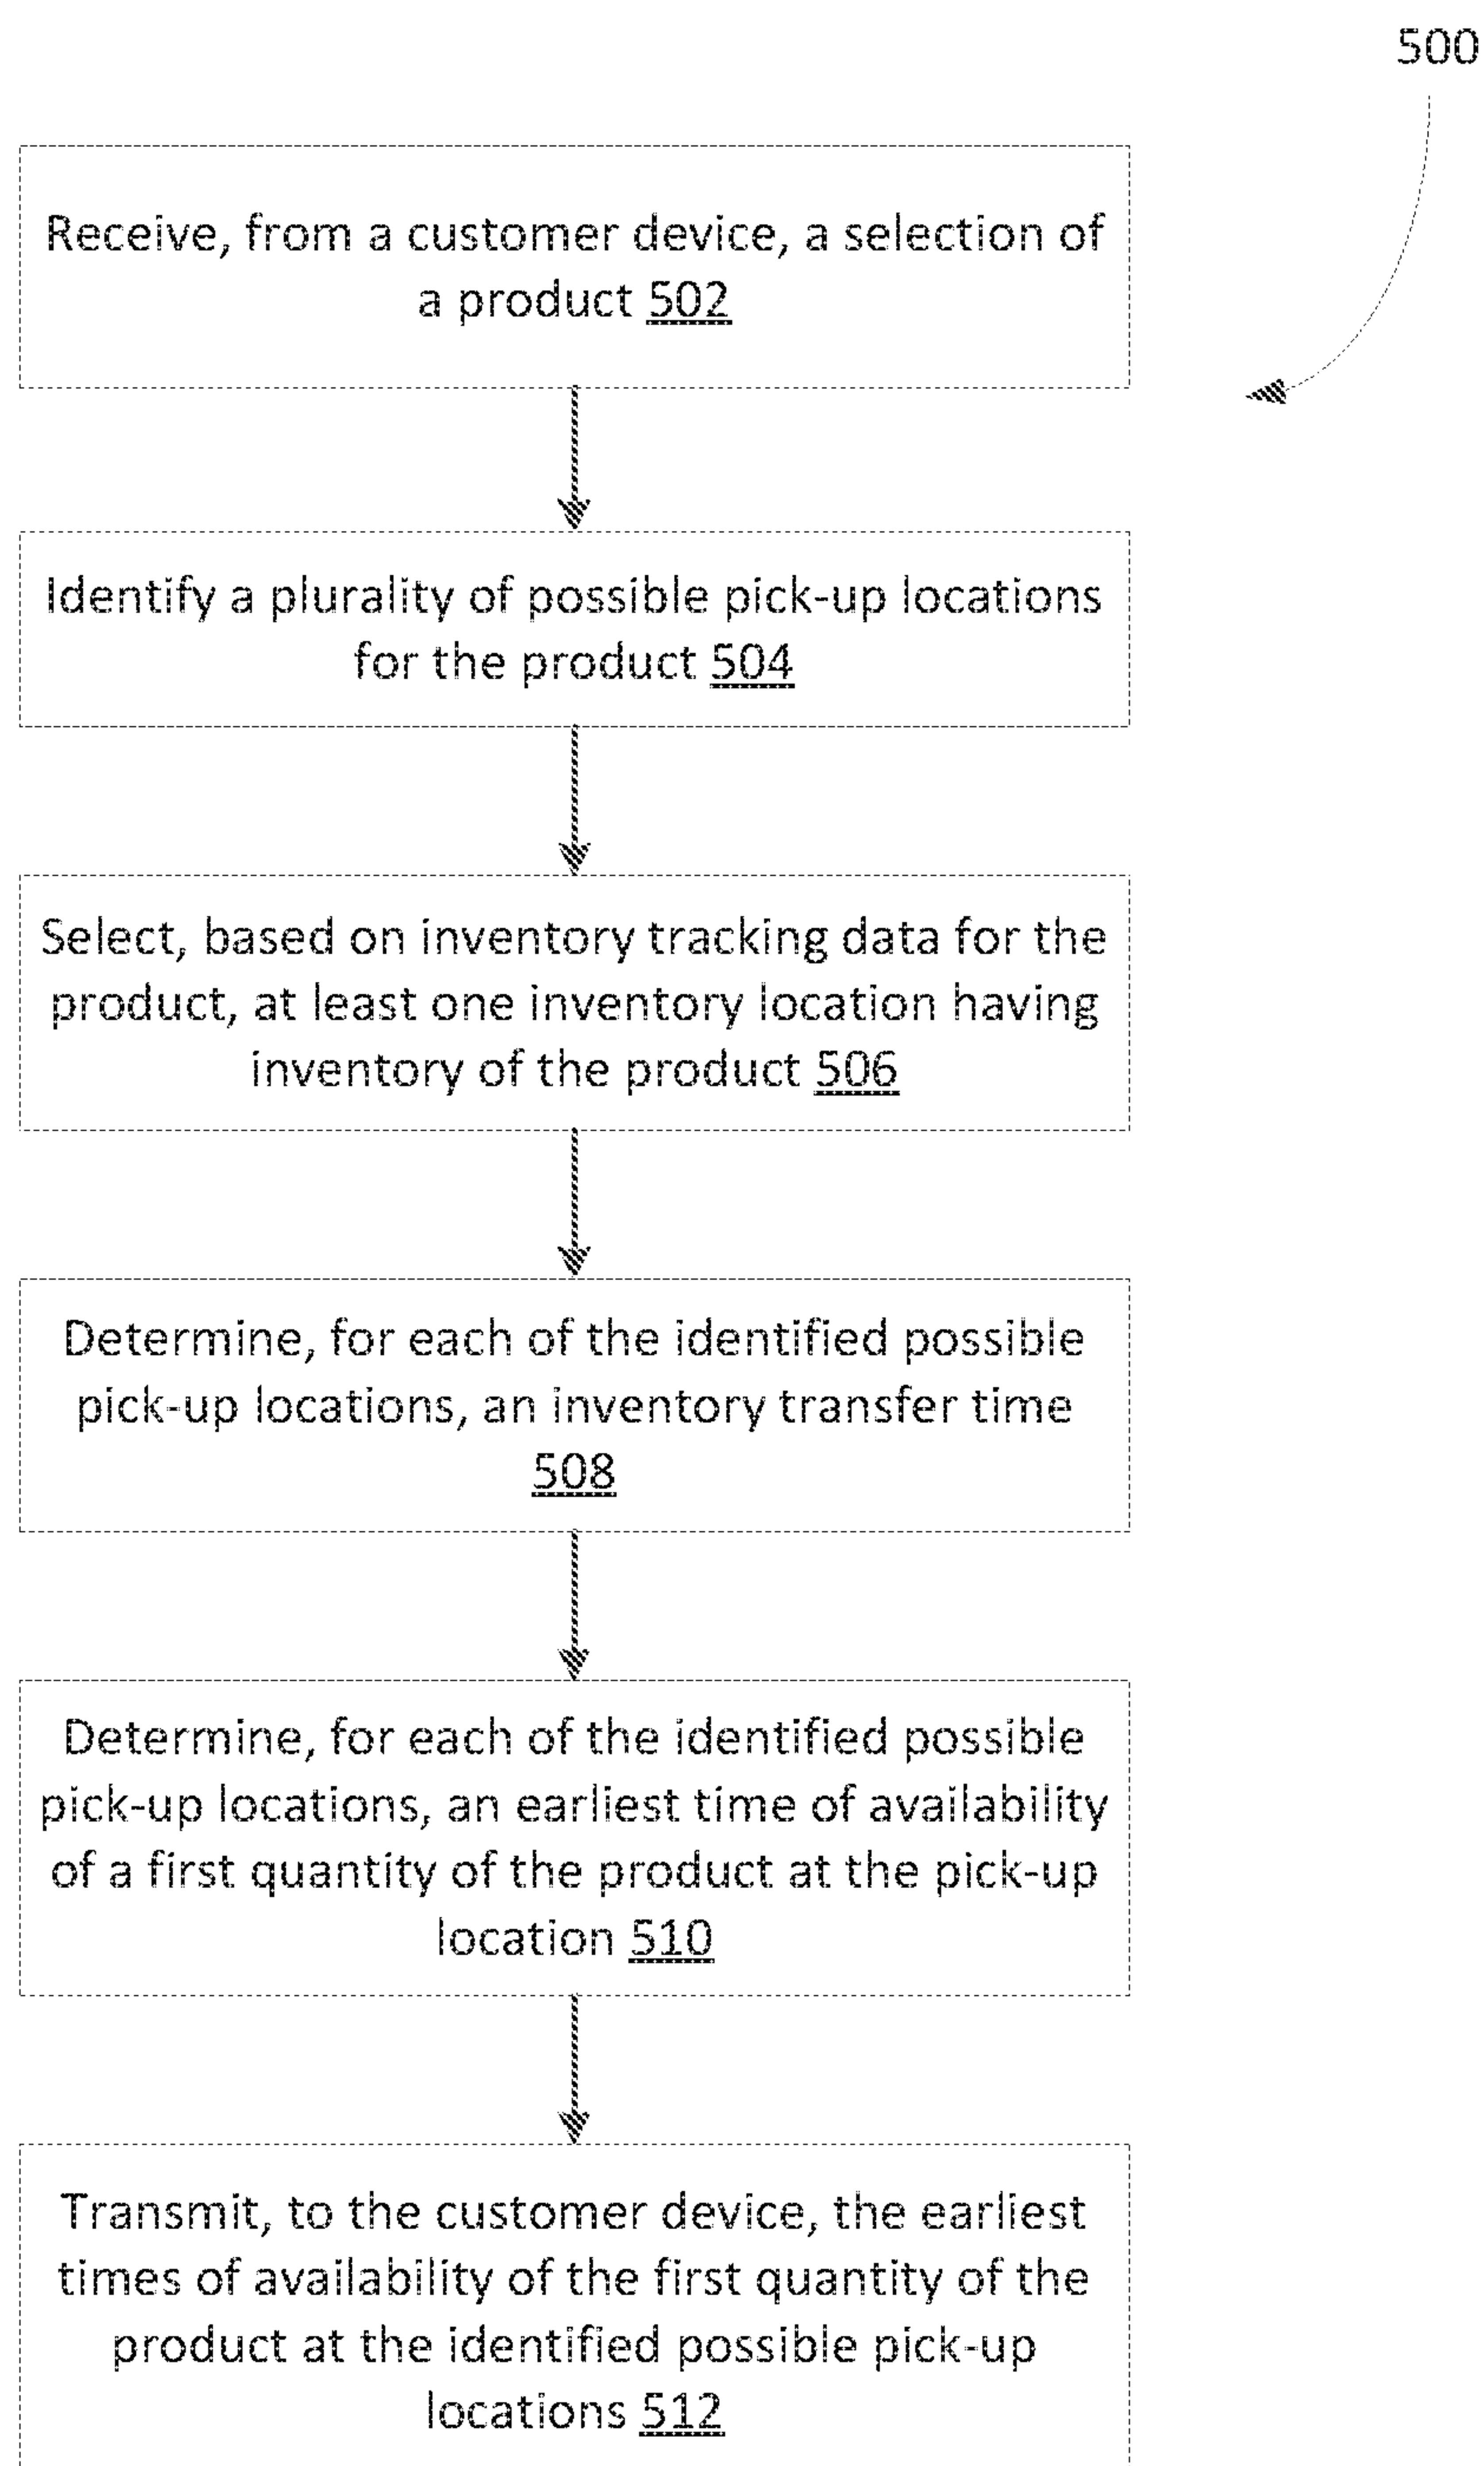 500
Receive, from a customer device, a selection of
a product 502
Identify a plurality of possible pick-up locations
for the product 504
Select, based on inventory tracking data for the
product, at least one inventory location having
inventory of the product 506
Determine, for each of the identified possible
pick-up locations, an inventory transfer time
508
Determine, for each of the identified possible
pick-up locations, an earliest time of availability
of a first quantity of the product at the pick-up
location 510
Transmit, to the customer device, the earliest
times of availability of the first quantity of the
product at the identified possible pick-up
locations 512